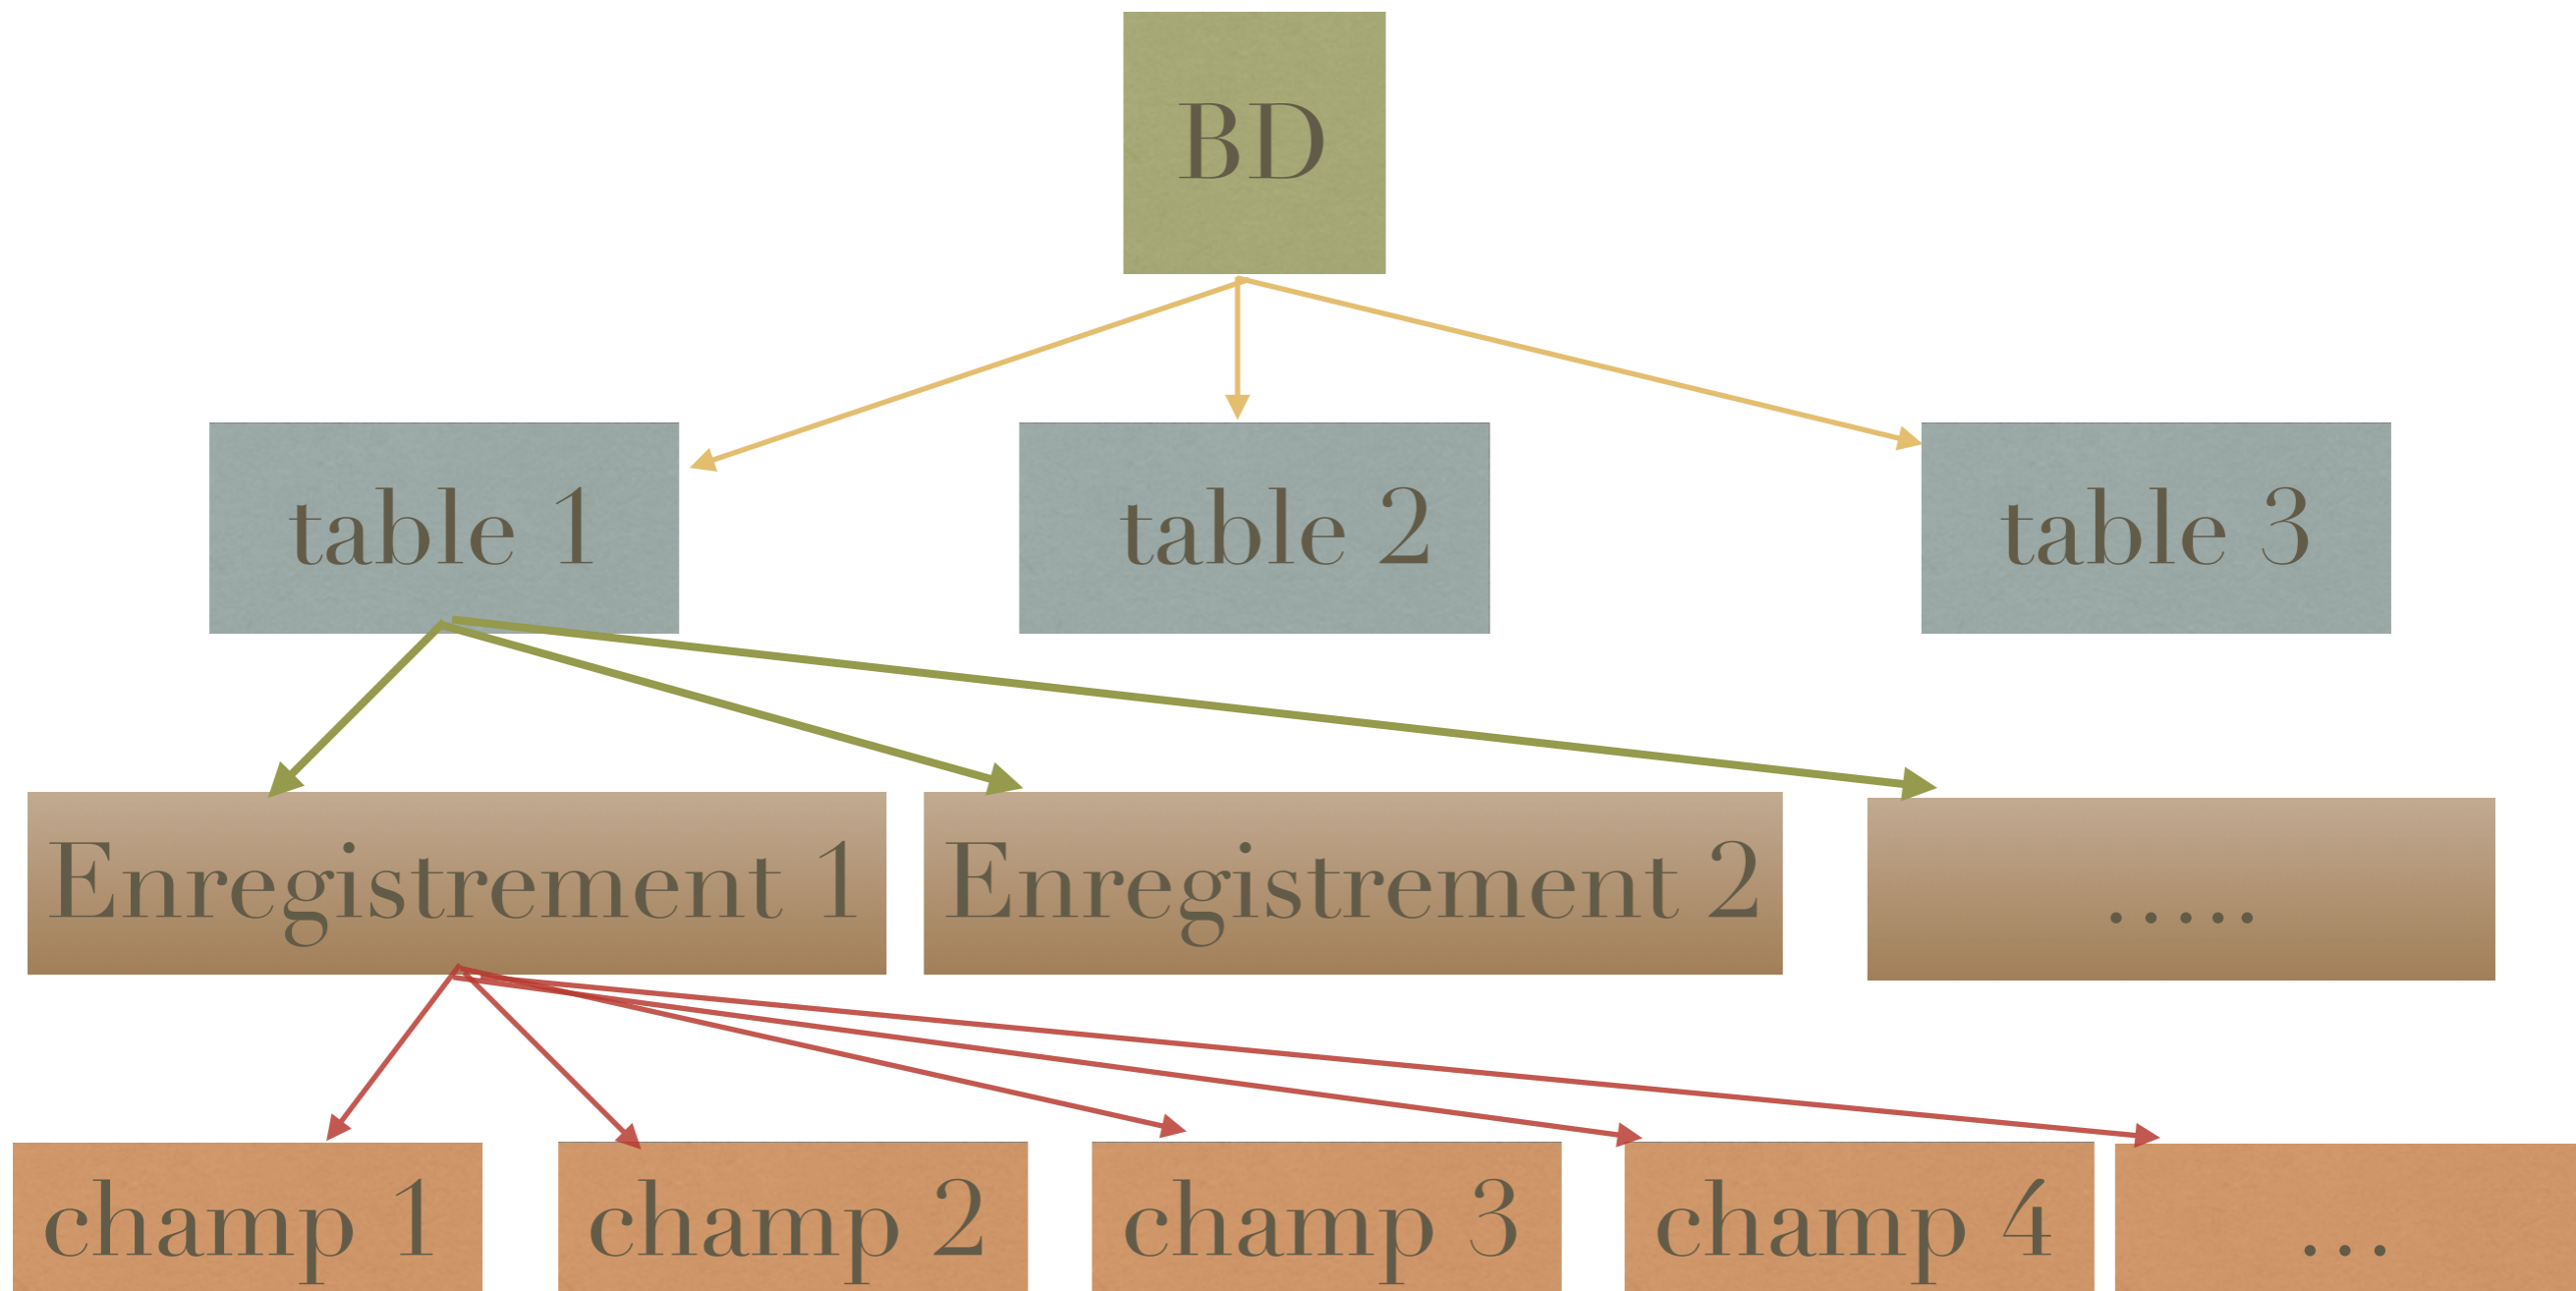 BD
table 1
table 2
table 3
Enregistrement 1
Enregistrement 2
.....
champ 1
champ 2
champ 3
champ 4
...